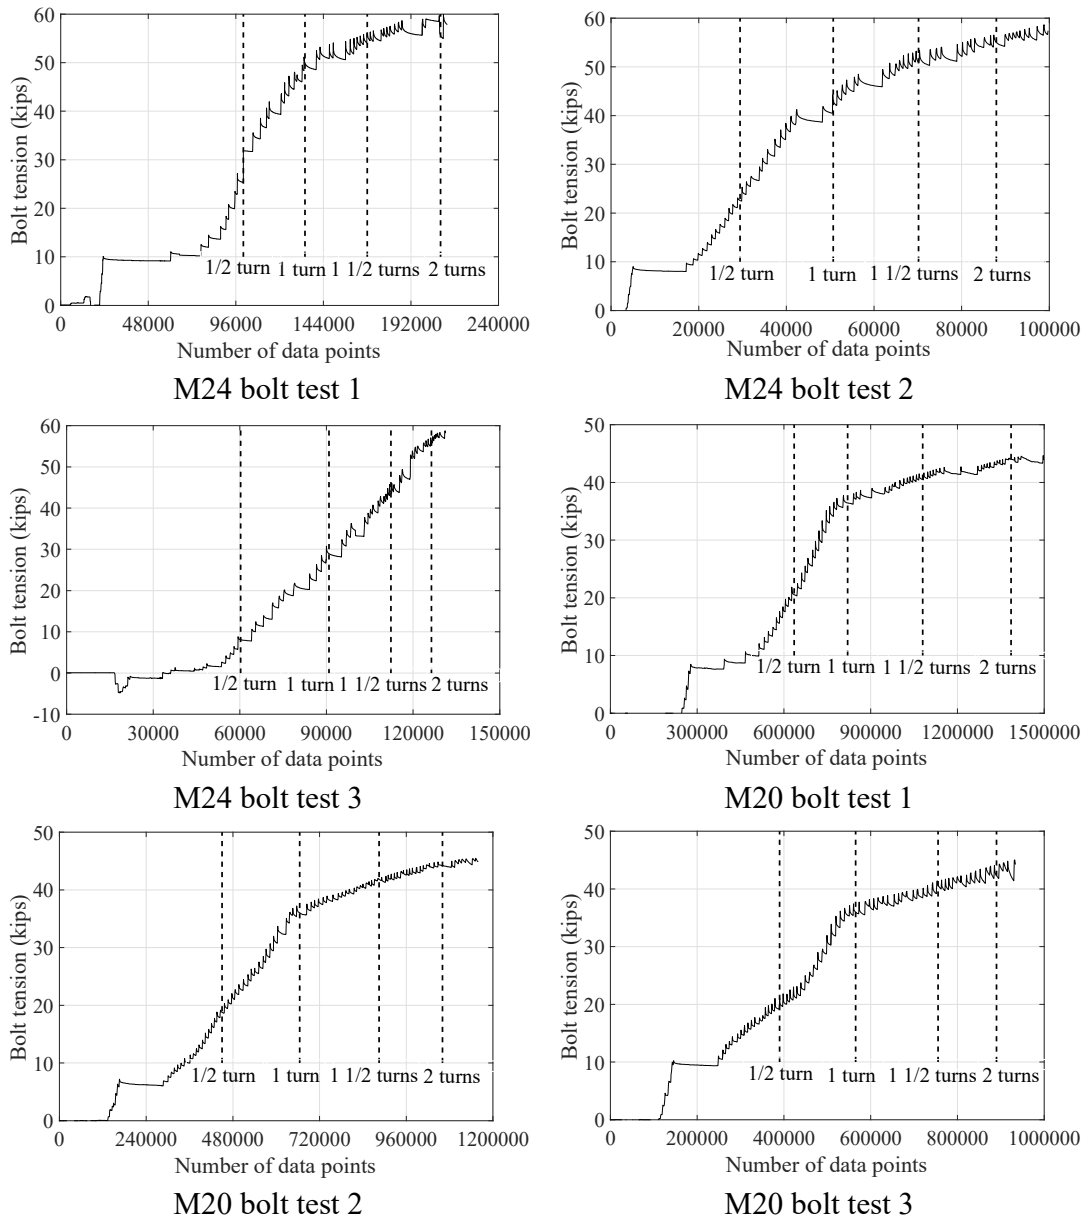 60
50
40
30
20
10
0
Bolt tension (kips)
1/2 turn 1 turn 1 1/2 turns 2 turns
0 48000 96000 144000 192000 240000
Number of data points
M24 bolt test 1
60
50
40
30
20
10
0
Bolt tension (kips)
1/2 turn 1 turn 1 1/2 turns 2 turns
0 20000 40000 60000 80000 100000
Number of data points
M24 bolt test 2
60
50
40
30
20
10
0
-10
Bolt tension (kips)
1/2 turn 1 turn 1 1/2 turns 2 turns
0 30000 60000 90000 120000 150000
Number of data points
M24 bolt test 3
50
40
30
20
10
0
Bolt tension (kips)
1/2 turn 1 turn 1 1/2 turns 2 turns
0 300000 600000 900000 1200000 1500000
Number of data points
M20 bolt test 1
50
40
30
20
10
0
Bolt tension (kips)
1/2 turn 1 turn 1 1/2 turns 2 turns
0 240000 480000 720000 960000 1200000
Number of data points
M20 bolt test 2
50
40
30
20
10
0
Bolt tension (kips)
1/2 turn 1 turn 1 1/2 turns 2 turns
0 200000 400000 600000 800000 1000000
Number of data points
M20 bolt test 3